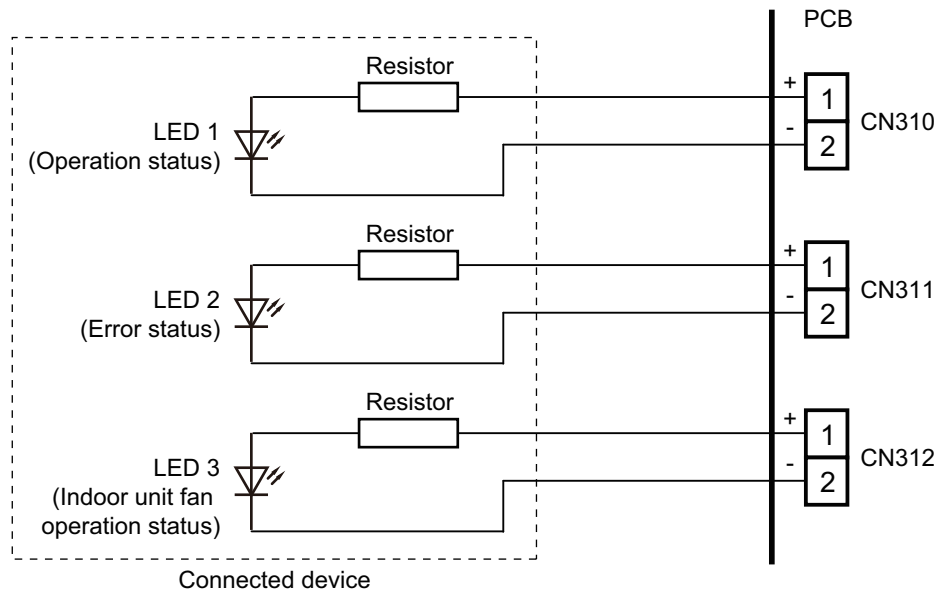 PCB
Resistor
+
1
LED 1
(Operation status)
-
2
CN310
Resistor
+
1
LED 2
(Error status)
-
2
CN311
Resistor
+
1
LED 3
(Indoor unit fan
operation status)
-
2
CN312
Connected device